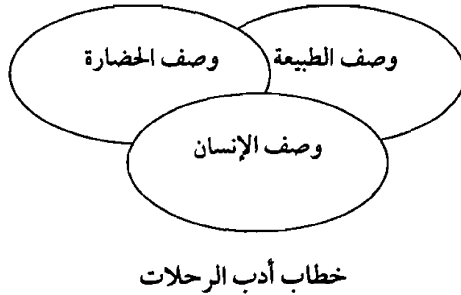 وصف الطبيعة
وصف الحضارة
وصف الإنسان
خطاب أدب الرحلات